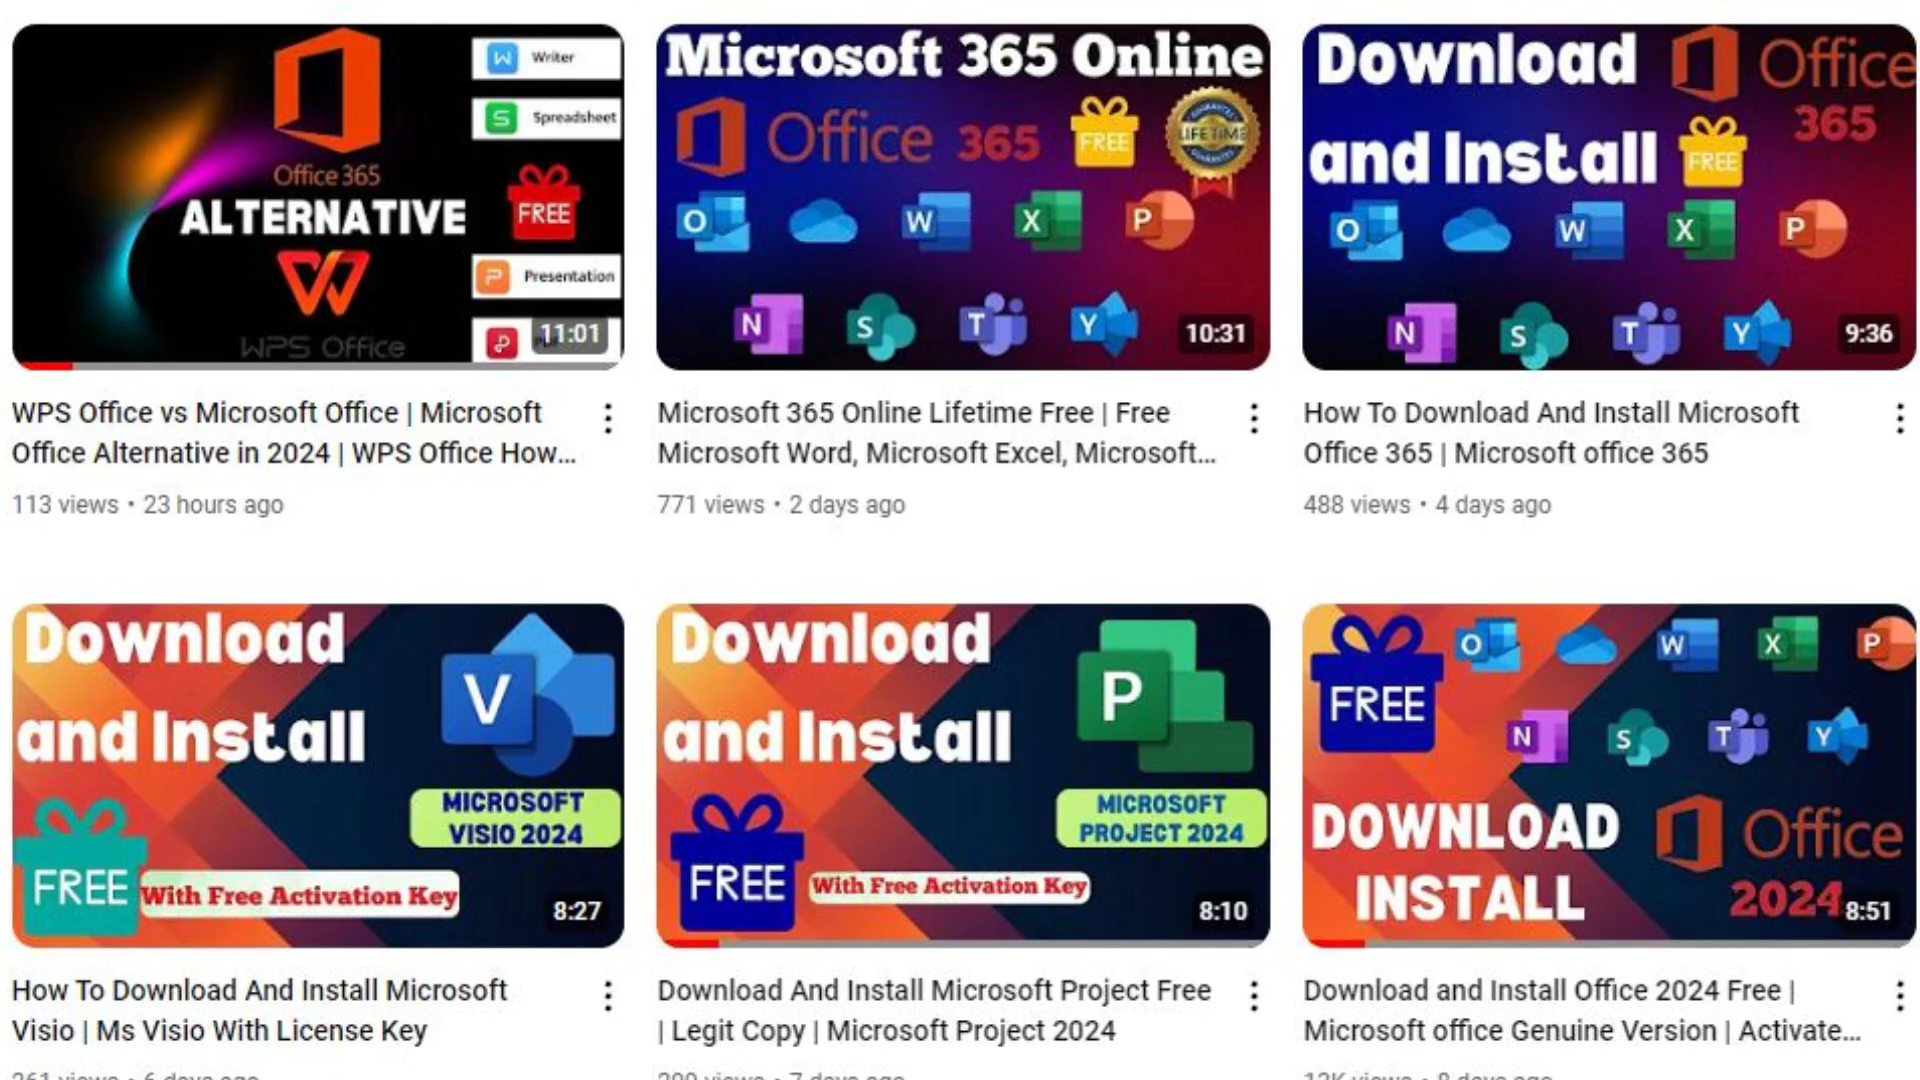 Writer
Spreadsheet
Office 365
ALTERNATIVE
FREE
Presentation
WPS Office
11:01
WPS Office vs Microsoft Office | Microsoft
Office Alternative in 2024 | WPS Office How...
113 views • 23 hours ago
Microsoft 365 Online
Office 365
FREE
LIFE TIME
O
W
X
P
N
S
T
Y
10:31
Microsoft 365 Online Lifetime Free | Free
Microsoft Word, Microsoft Excel, Microsoft...
771 views • 2 days ago
Download
and Install
Office
365
FREE
O
W
X
P
N
S
T
Y
9:36
How To Download And Install Microsoft
Office 365 | Microsoft office 365
488 views • 4 days ago
Download
and Install
V
MICROSOFT
VISIO 2024
FREE
With Free Activation Key
8:27
How To Download And Install Microsoft
Visio | Ms Visio With License Key
Download
and Install
P
MICROSOFT
PROJECT 2024
FREE
With Free Activation Key
8:10
Download And Install Microsoft Project Free
| Legit Copy | Microsoft Project 2024
FREE
O
W
X
P
N
S
T
Y
DOWNLOAD
INSTALL
Office
2024
8:51
Download and Install Office 2024 Free |
Microsoft office Genuine Version | Activate...